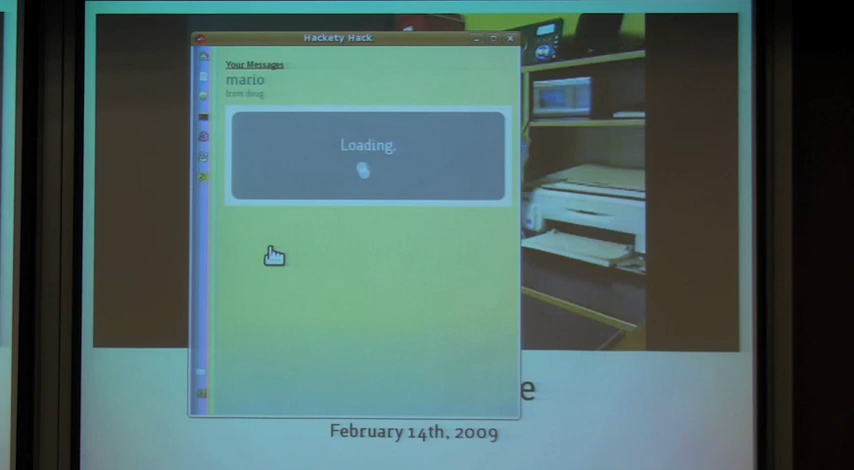 Hackety Hack
Your Messages
mario
from doug
Loading.
e
February 14th, 2009